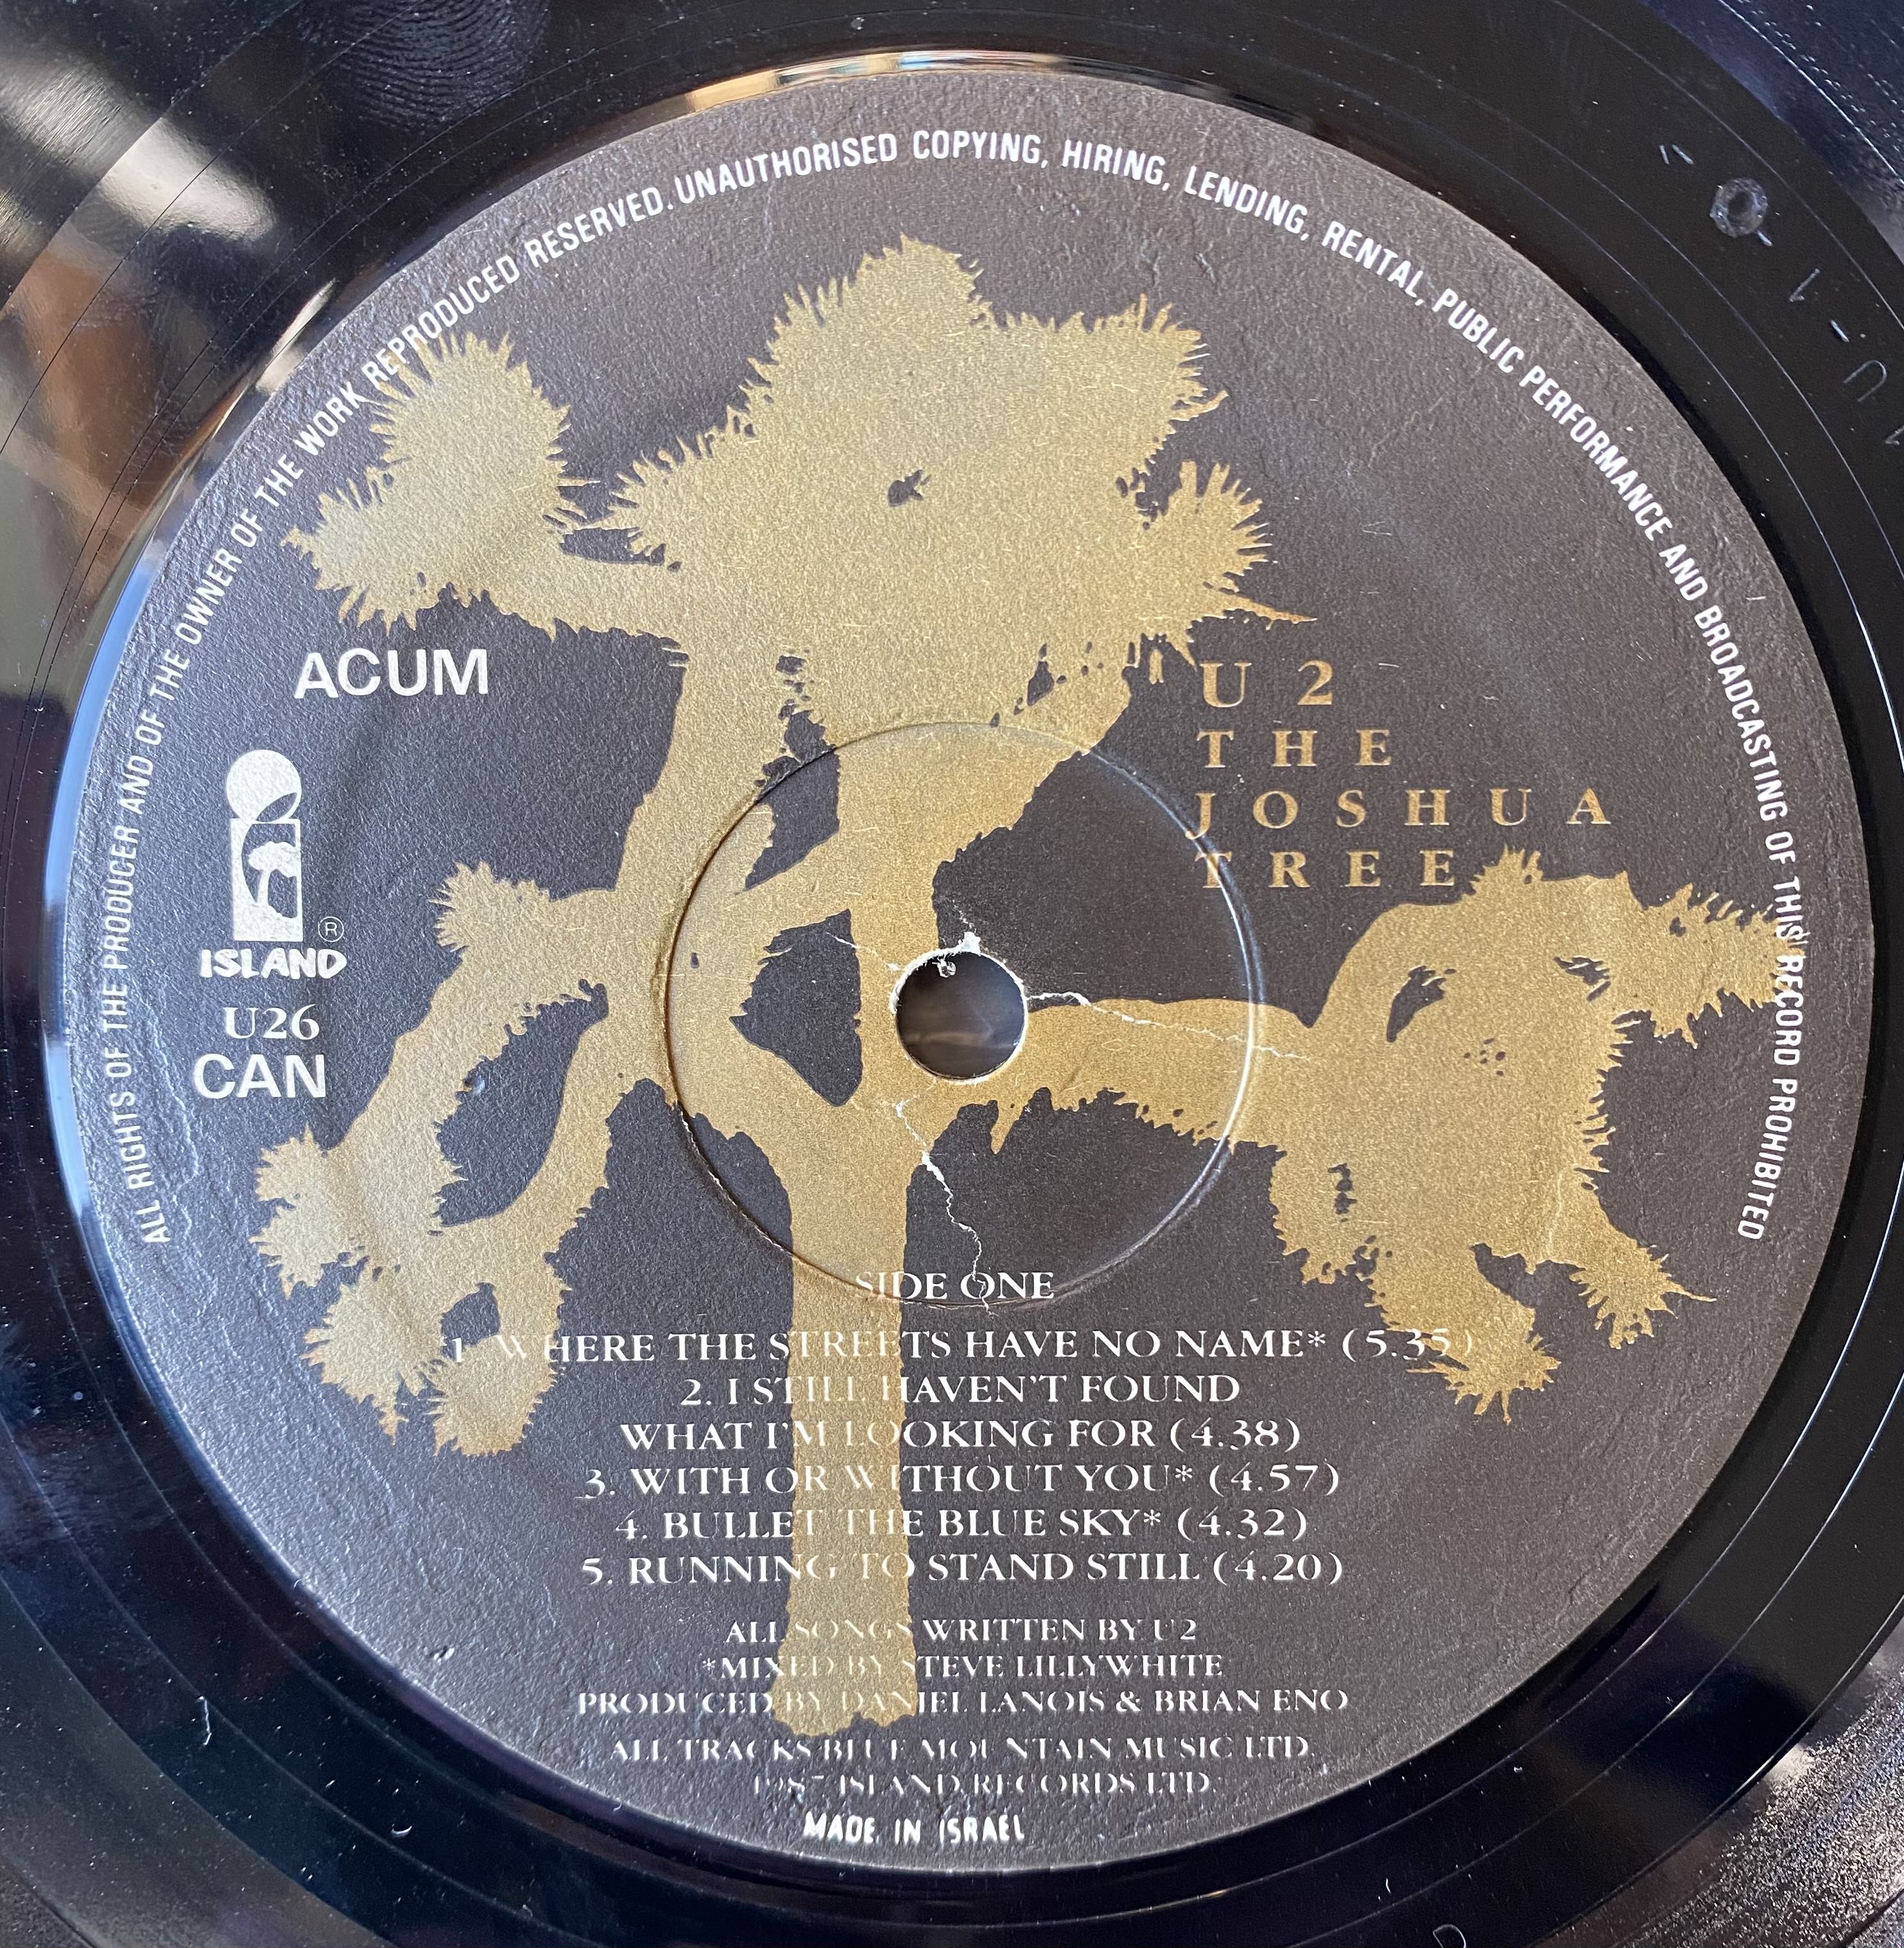 ALL RIGHTS OF THE PRODUCER AND OF THE OWNER OF THE WORK REPRODUCED RESERVED. UNAUTHORISED COPYING, HIRING, LENDING, RENTAL, PUBLIC PERFORMANCE AND BROADCASTING OF THIS RECORD PROHIBITED
ACUM
ISLAND ®
U26
CAN
U2
THE
JOSHUA
TREE
SIDE ONE
1. WHERE THE STREETS HAVE NO NAME* (5.35)
2. I STILL HAVEN'T FOUND
WHAT I'M LOOKING FOR (4.38)
3. WITH OR WITHOUT YOU* (4.57)
4. BULLET THE BLUE SKY* (4.32)
5. RUNNING TO STAND STILL (4.20)
ALL SONGS WRITTEN BY U2
*MIXED BY STEVE LILLYWHITE
PRODUCED BY DANIEL LANOIS & BRIAN ENO
ALL TRACKS BLUE MOUNTAIN MUSIC LTD.
1987 ISLAND RECORDS LTD.
MADE IN ISRAEL